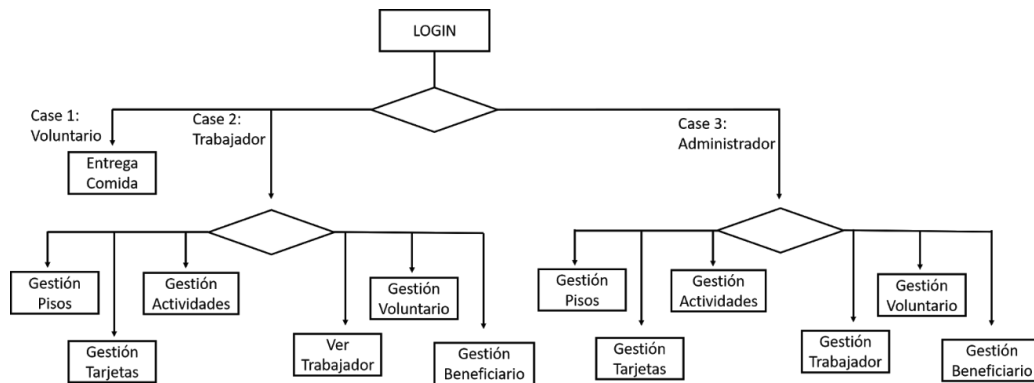 LOGIN
Case 1:
Voluntario
Case 2:
Trabajador
Case 3:
Administrador
Entrega
Comida
Gestión
Pisos
Gestión
Actividades
Gestión
Voluntario
Gestión
Tarjetas
Ver
Trabajador
Gestión
Beneficiario
Gestión
Pisos
Gestión
Actividades
Gestión
Voluntario
Gestión
Tarjetas
Gestión
Trabajador
Gestión
Beneficiario